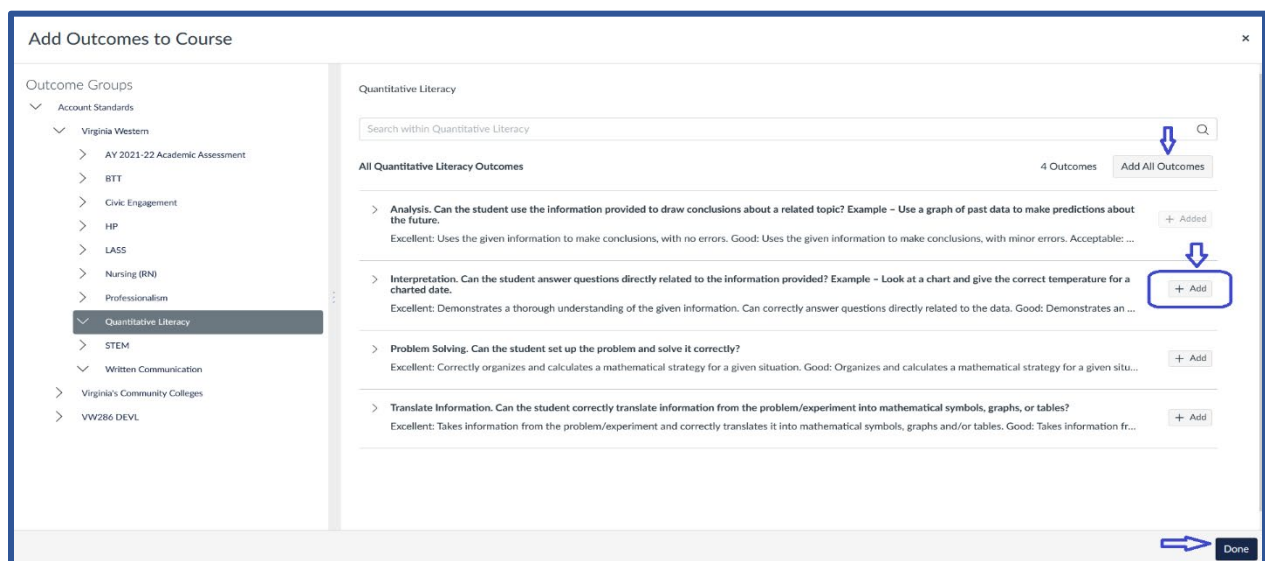 Add Outcomes to Course
×
Outcome Groups
Account Standards
Virginia Western
AY 2021-22 Academic Assessment
BTT
Civic Engagement
HP
LASS
Nursing (RN)
Professionalism
Quantitative Literacy
STEM
Written Communication
Virginia's Community Colleges
VW286 DEVL
Quantitative Literacy
Search within Quantitative Literacy
All Quantitative Literacy Outcomes
4 Outcomes
Add All Outcomes
Analysis. Can the student use the information provided to draw conclusions about a related topic? Example – Use a graph of past data to make predictions about
the future.
+ Added
Excellent: Uses the given information to make conclusions, with no errors. Good: Uses the given information to make conclusions, with minor errors. Acceptable: ...
Interpretation. Can the student answer questions directly related to the information provided? Example – Look at a chart and give the correct temperature for a
charted date.
+ Add
Excellent: Demonstrates a thorough understanding of the given information. Can correctly answer questions directly related to the data. Good: Demonstrates an ...
Problem Solving. Can the student set up the problem and solve it correctly?
+ Add
Excellent: Correctly organizes and calculates a mathematical strategy for a given situation. Good: Organizes and calculates a mathematical strategy for a given situ...
Translate Information. Can the student correctly translate information from the problem/experiment into mathematical symbols, graphs, or tables?
+ Add
Excellent: Takes information from the problem/experiment and correctly translates it into mathematical symbols, graphs and/or tables. Good: Takes information fr...
Done